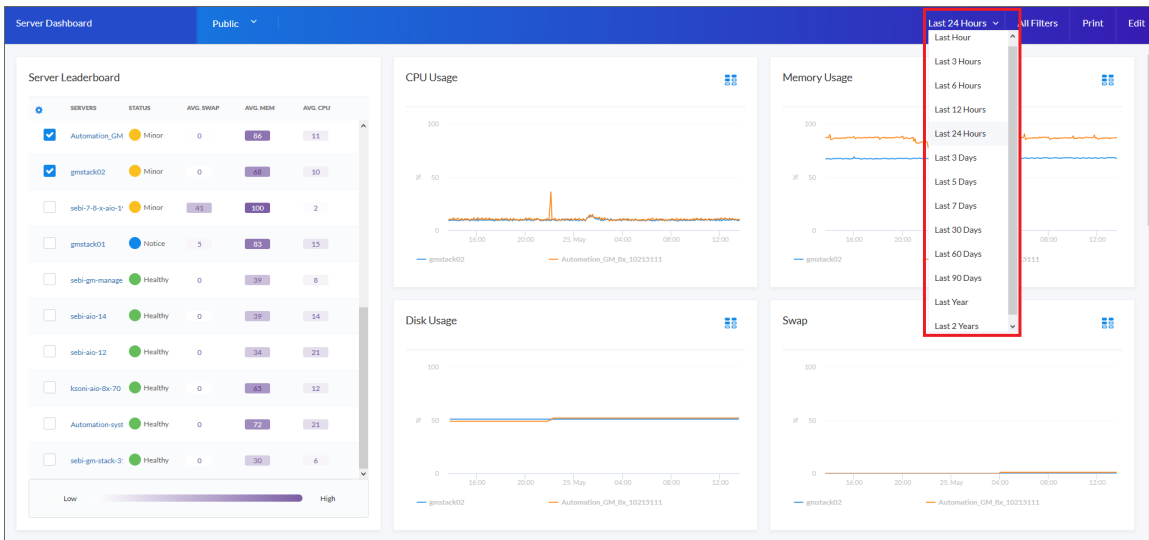 Server Dashboard
Public
Last 24 Hours
All Filters
Print
Edit
Last Hour
Last 3 Hours
Last 6 Hours
Last 12 Hours
Last 24 Hours
Last 3 Days
Last 5 Days
Last 7 Days
Last 30 Days
Last 60 Days
Last 90 Days
Last Year
Last 2 Years
Server Leaderboard
SERVERS STATUS AVG. SWAP AVG. MEM AVG. CPU
Automation_GM Minor 0 86 11
gmstack02 Minor 0 68 10
sebi-7-8-x-aio-1 Minor 41 100 2
gmstack01 Notice 5 83 15
sebi-gm-manage Healthy 0 39 8
sebi-aio-14 Healthy 0 39 14
sebi-aio-12 Healthy 0 34 21
ksoni-aio-8x-70 Healthy 0 65 12
Automation-syst Healthy 0 72 21
sebi-gm-stack-3 Healthy 0 30 6
Low High
CPU Usage
100
% 50
0
16:00 20:00 25. May 04:00 08:00 12:00
gmstack02 Automation_GM_8x_10213111
Memory Usage
100
% 50
0
16:00 20:00 08:00 12:00
gmstack02 3111
Disk Usage
100
% 50
0
16:00 20:00 25. May 04:00 08:00 12:00
gmstack02 Automation_GM_8x_10213111
Swap
100
% 50
0
16:00 20:00 25. May 04:00 08:00 12:00
gmstack02 Automation_GM_8x_10213111